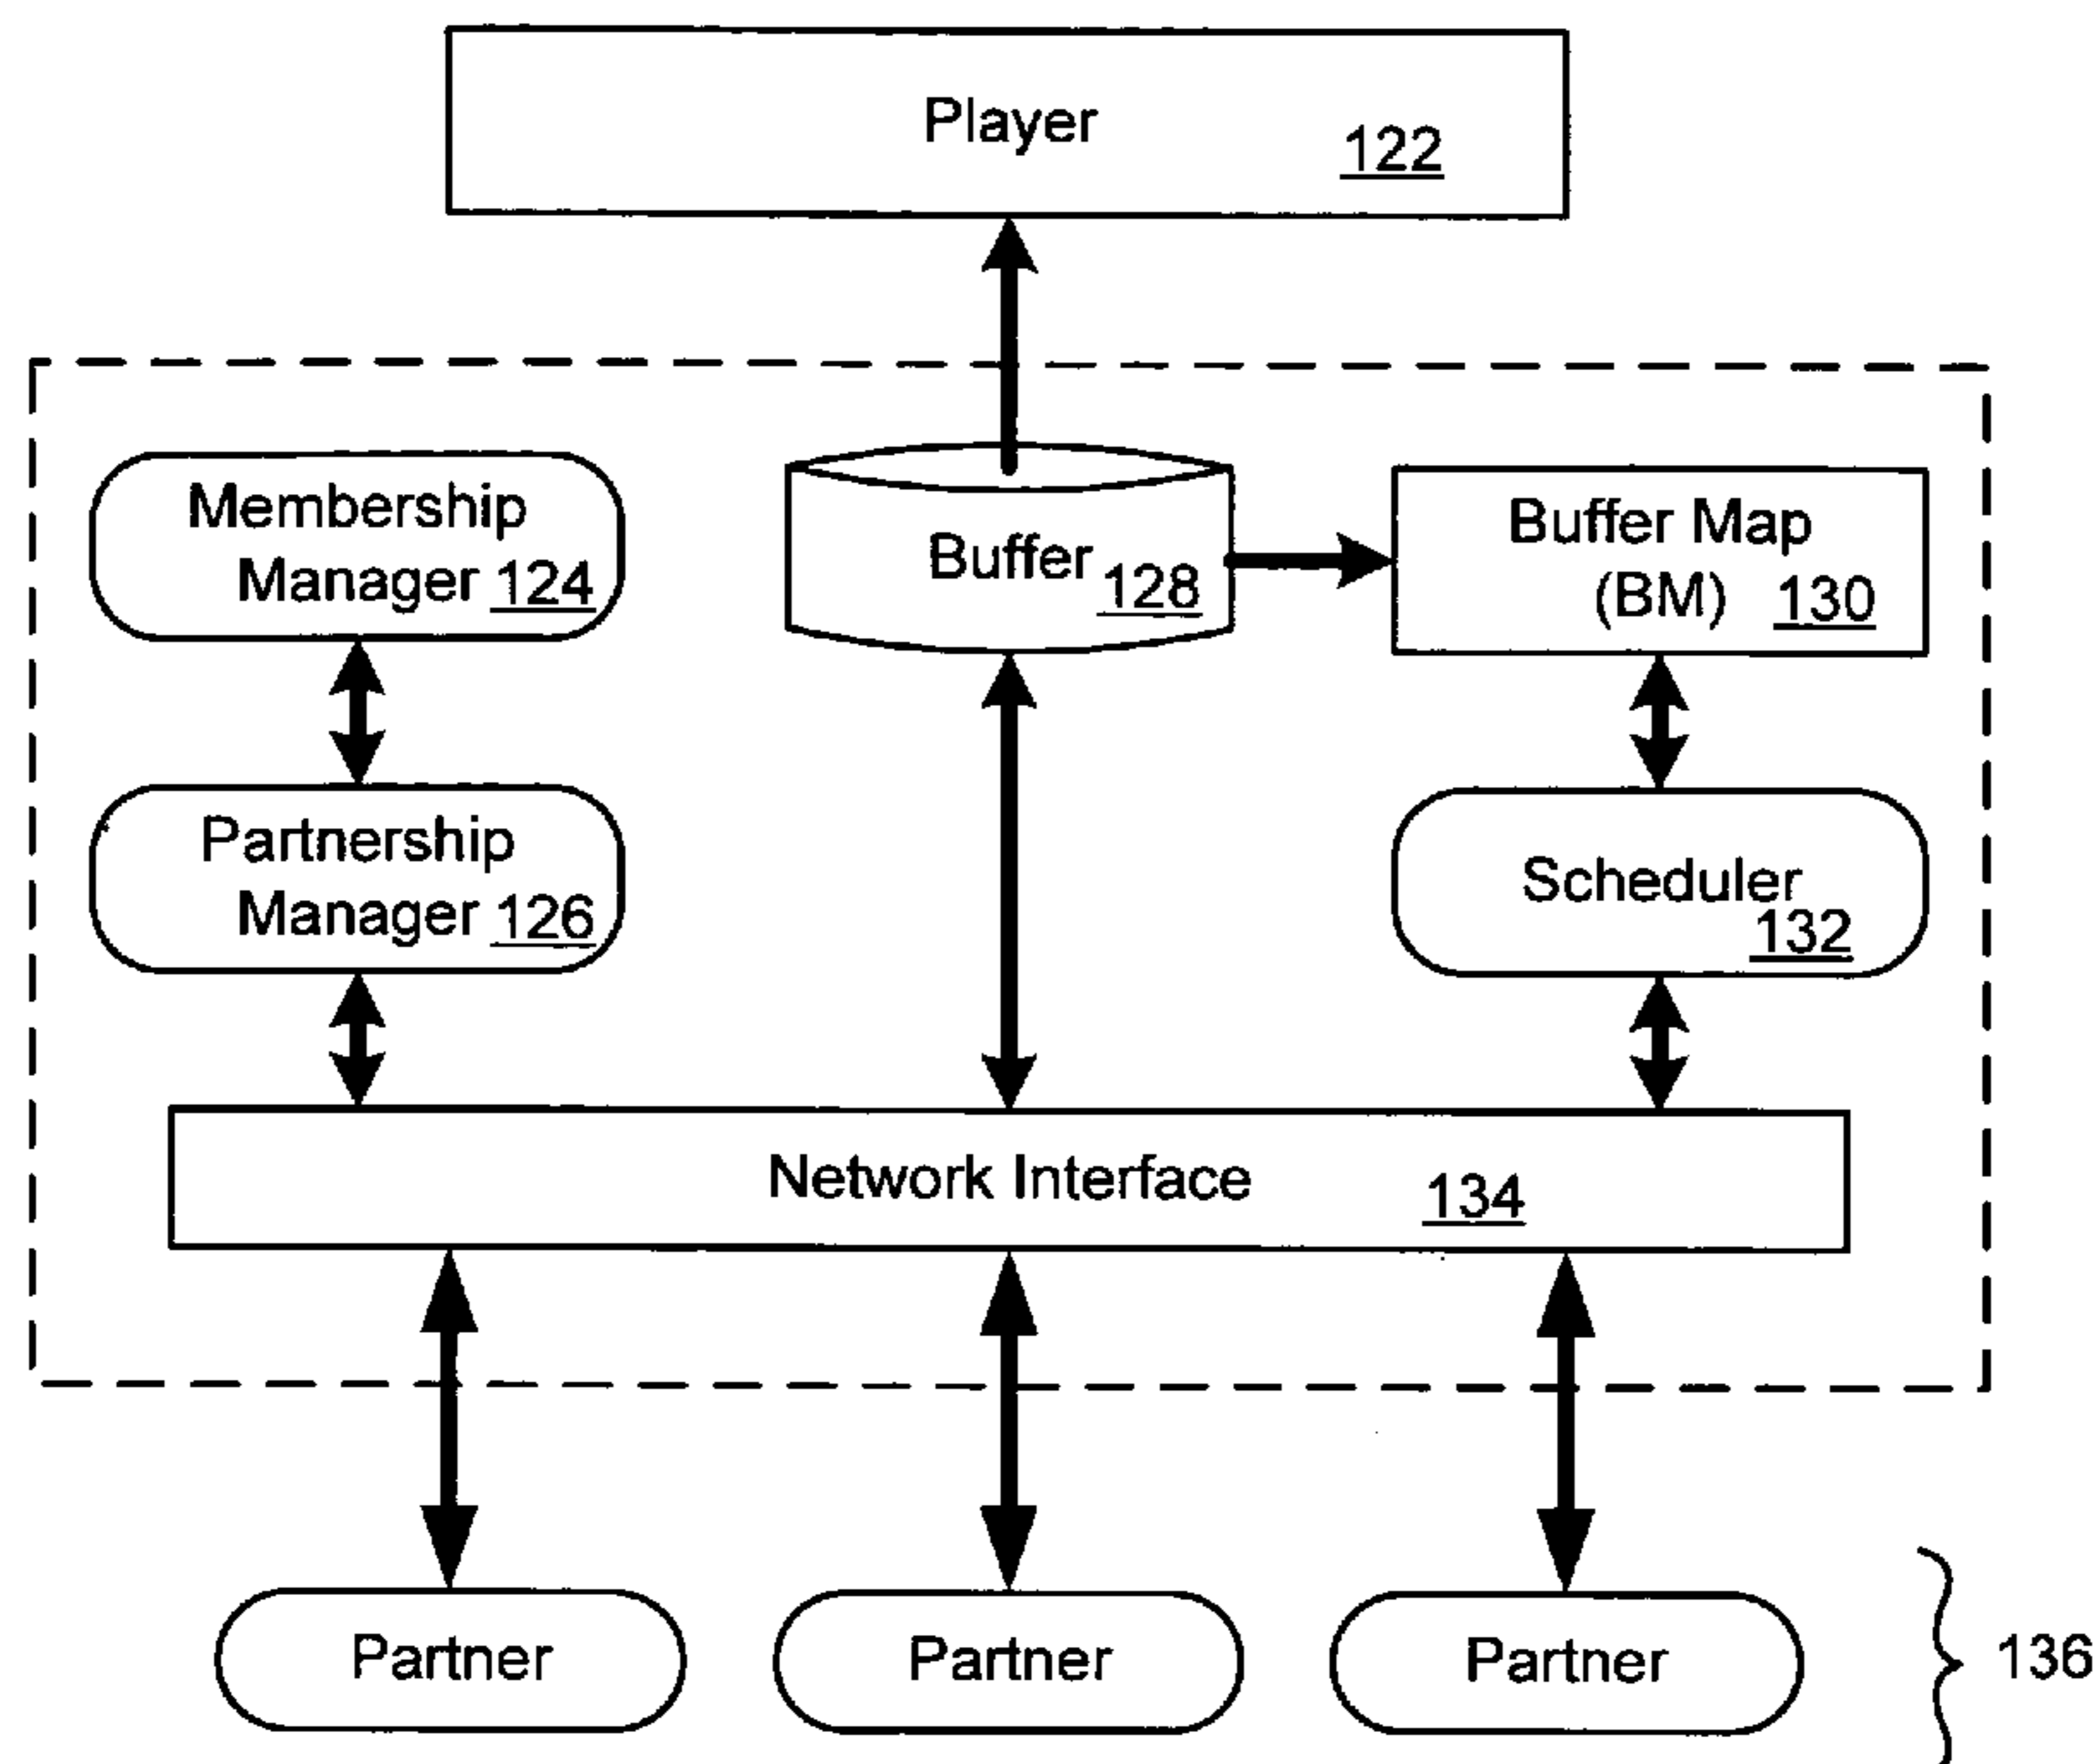 Player 122
Membership
Manager 124
Buffer 128
Buffer Map
(BM) 130
Partnership
Manager 126
Scheduler
132
Network Interface 134
Partner
Partner
Partner
136